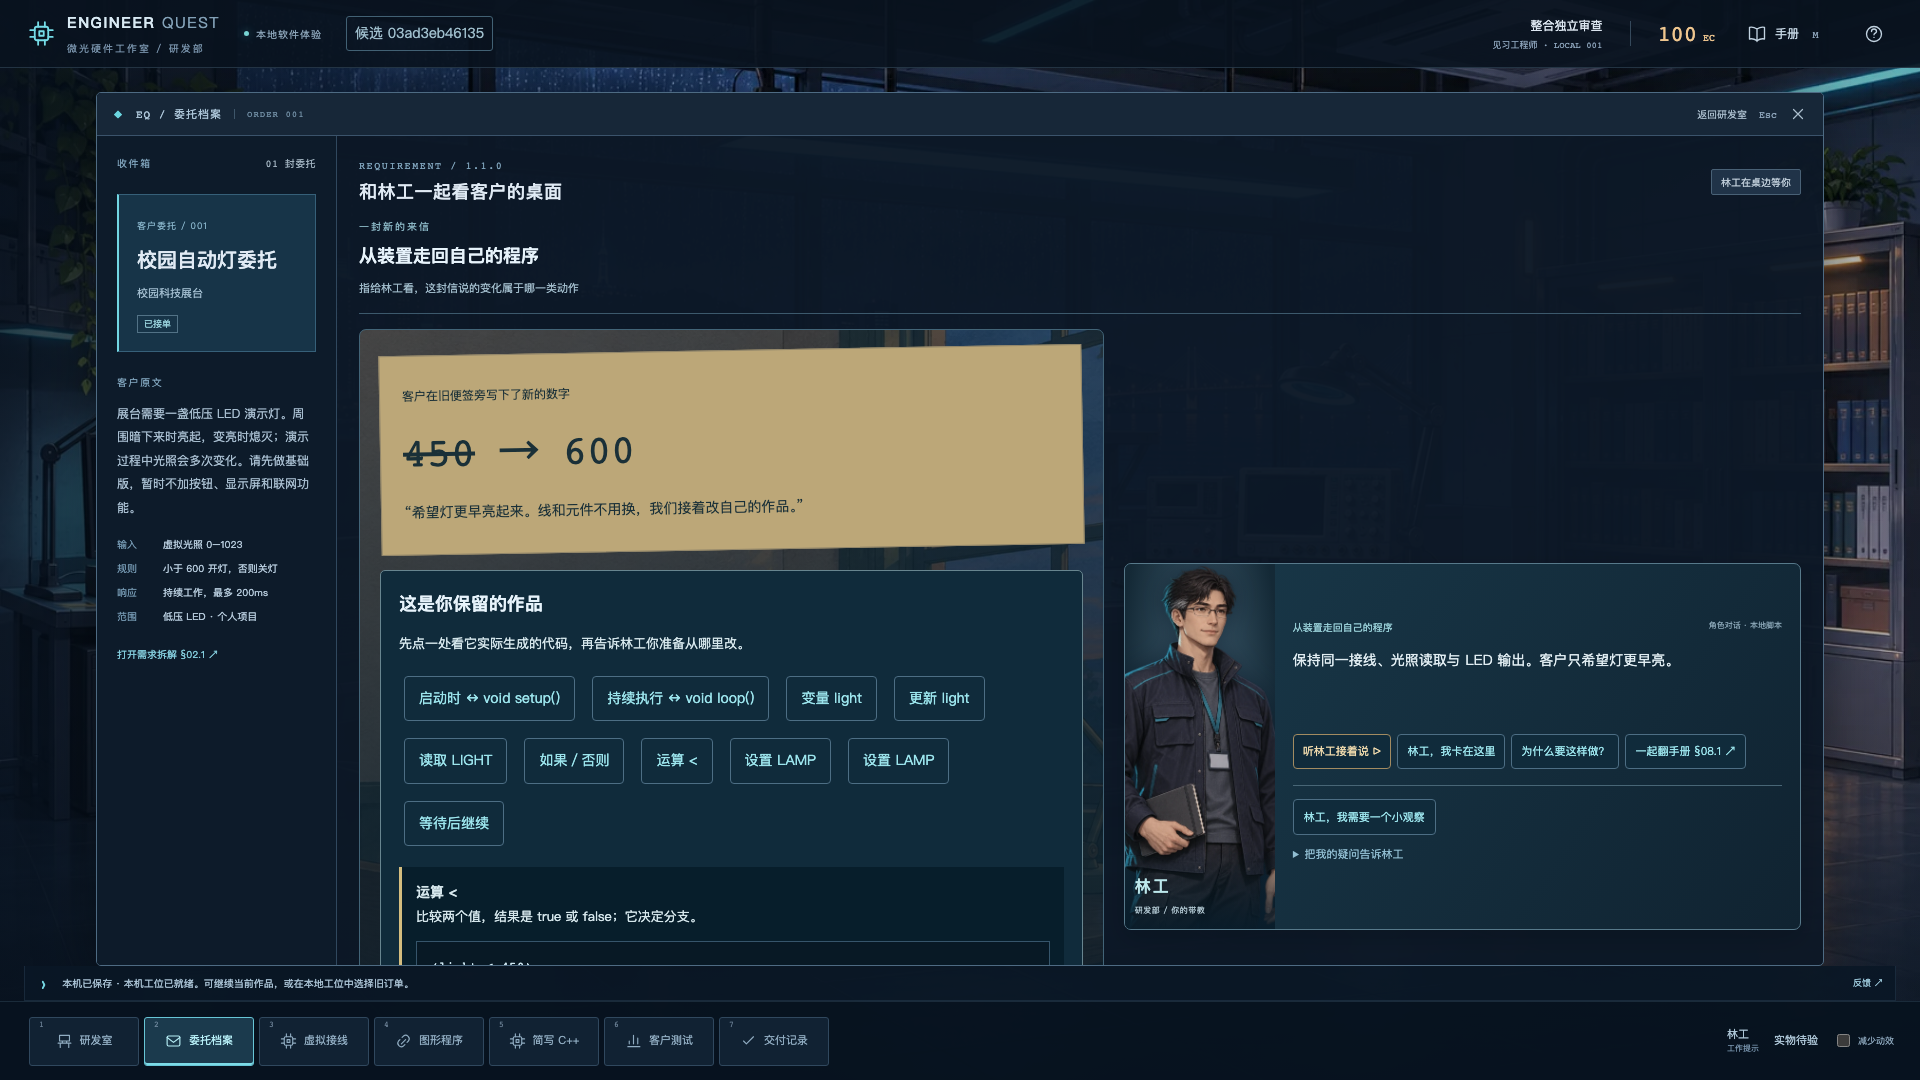 ENGINEER QUEST
微光硬件工作室 / 研发部
本地软件体验
候选 03ad3eb46135
整合独立审查
见习工程师 · LOCAL 001
100 EC
手册 M
EQ / 委托档案
ORDER 001
返回研发室 Esc
收件箱
01 封委托
客户委托 / 001
校园自动灯委托
校园科技展台
已接单
客户原文
展台需要一盏低压 LED 演示灯。周
围暗下来时亮起，变亮时熄灭；演示
过程中光照会多次变化。请先做基础
版，暂时不加按钮、显示屏和联网功
能。
输入 虚拟光照 0—1023
规则 小于 600 开灯，否则关灯
响应 持续工作，最多 200ms
范围 低压 LED · 个人项目
打开需求拆解 §02.1 ↗
REQUIREMENT / 1.1.0
和林工一起看客户的桌面
林工在桌边等你
一封新的来信
从装置走回自己的程序
指给林工看，这封信说的变化属于哪一类动作
客户在旧便签旁写下了新的数字
450 → 600
“希望灯更早亮起来。线和元件不用换，我们接着改自己的作品。”
这是你保留的作品
先点一处看它实际生成的代码，再告诉林工你准备从哪里改。
启动时 ↔ void setup()
持续执行 ↔ void loop()
变量 light
更新 light
读取 LIGHT
如果 / 否则
运算 <
设置 LAMP
设置 LAMP
等待后继续
运算 <
比较两个值，结果是 true 或 false；它决定分支。
林工
研发部 / 你的带教
从装置走回自己的程序
角色对话 · 本地脚本
保持同一接线、光照读取与 LED 输出。客户只希望灯更早亮。
听林工接着说 ▷
林工，我卡在这里
为什么要这样做？
一起翻手册 §08.1 ↗
林工，我需要一个小观察
▶ 把我的疑问告诉林工
本机已保存 · 本机工位已就绪。可继续当前作品，或在本地工位中选择旧订单。
反馈 ↗
1 研发室
2 委托档案
3 虚拟接线
4 图形程序
5 简写 C++
6 客户测试
7 交付记录
林工
工作提示
实物待验
减少动效